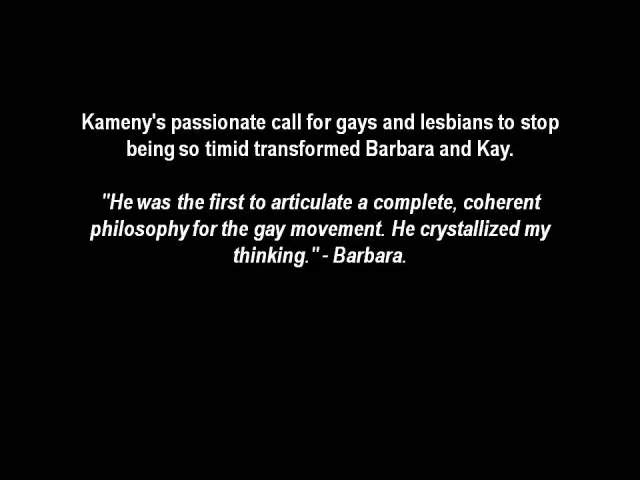 Kameny's passionate call for gays and lesbians to stop
being so timid transformed Barbara and Kay.
"He was the first to articulate a complete, coherent
philosophy for the gay movement. He crystallized my
thinking." - Barbara.